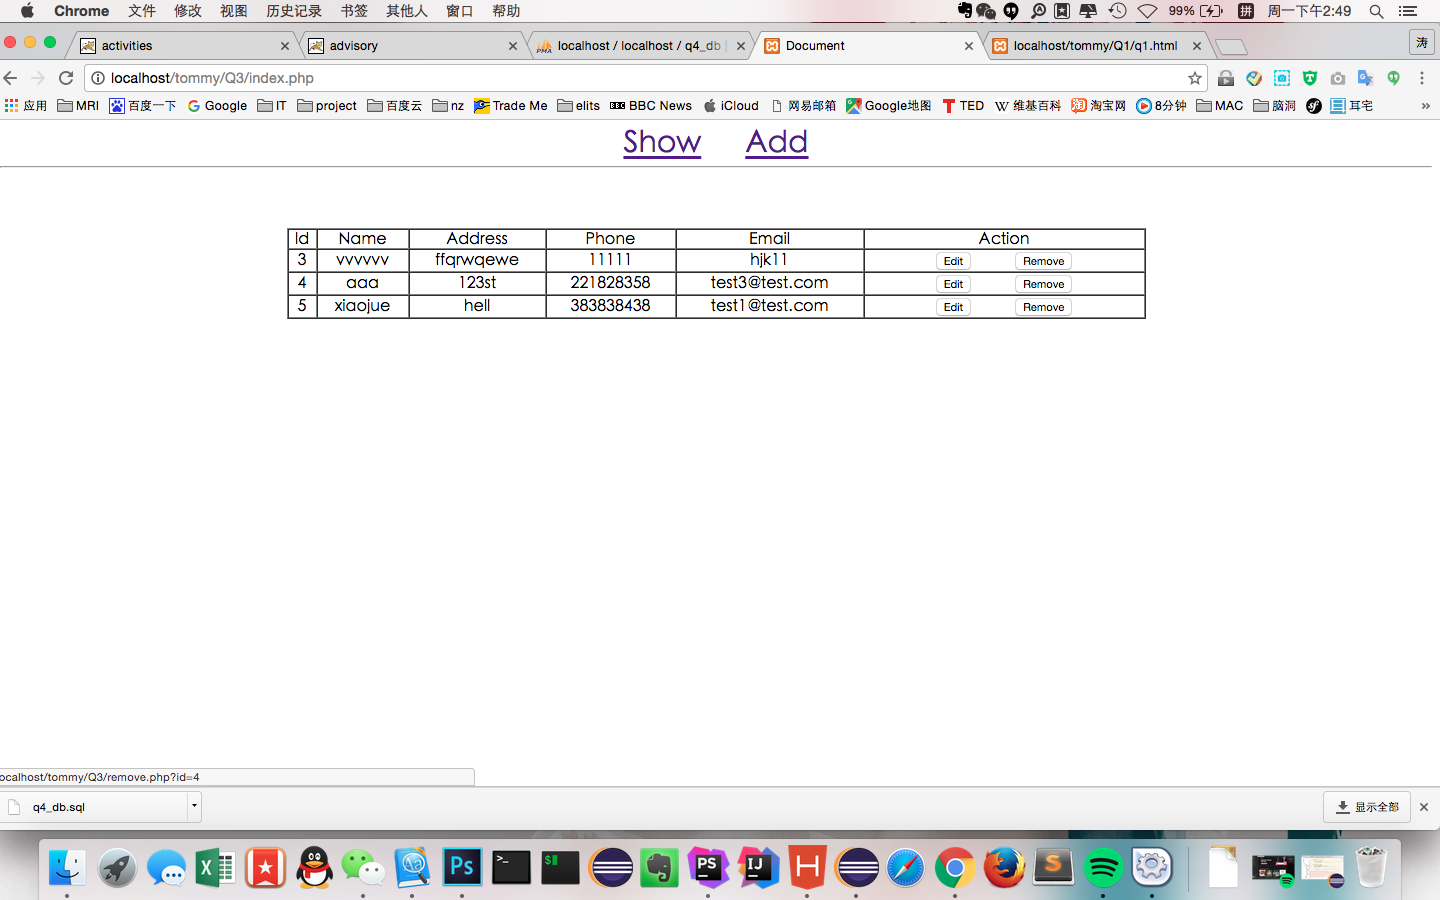 Chrome 文件 修改 视图 历史记录 书签 其他人 窗口 帮助 99% 拼 周一下午2:49
activities advisory localhost / localhost / q4_db Document localhost/tommy/Q1/q1.html 涛
localhost/tommy/Q3/index.php
应用 MRI 百度一下 Google IT project 百度云 nz Trade Me elits BBC News iCloud 网易邮箱 Google地图 TED 维基百科 淘宝网 8分钟 MAC 脑洞 耳宅 »
Show Add
Id Name Address Phone Email Action
3 vvvvvv ffqrwqewe 11111 hjk11 Edit Remove
4 aaa 123st 221828358 test3@test.com Edit Remove
5 xiaojue hell 383838438 test1@test.com Edit Remove
ocalhost/tommy/Q3/remove.php?id=4
q4_db.sql 显示全部